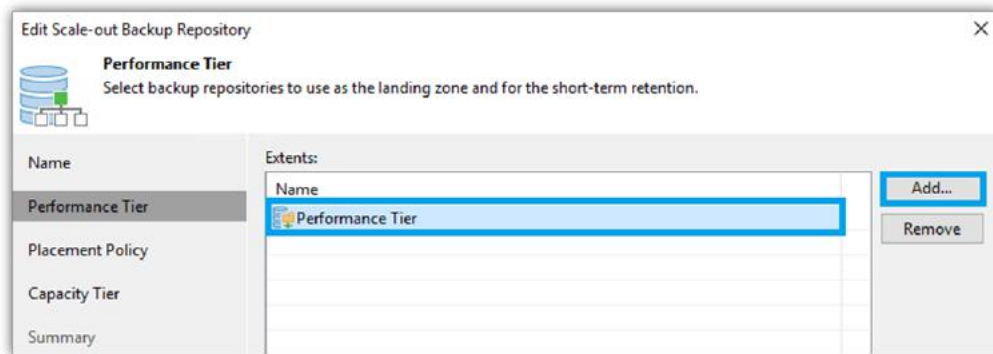 Edit Scale-out Backup Repository
Performance Tier
Select backup repositories to use as the landing zone and for the short-term retention.
Name
Performance Tier
Placement Policy
Capacity Tier
Summary
Extents:
Name
Performance Tier
Add...
Remove